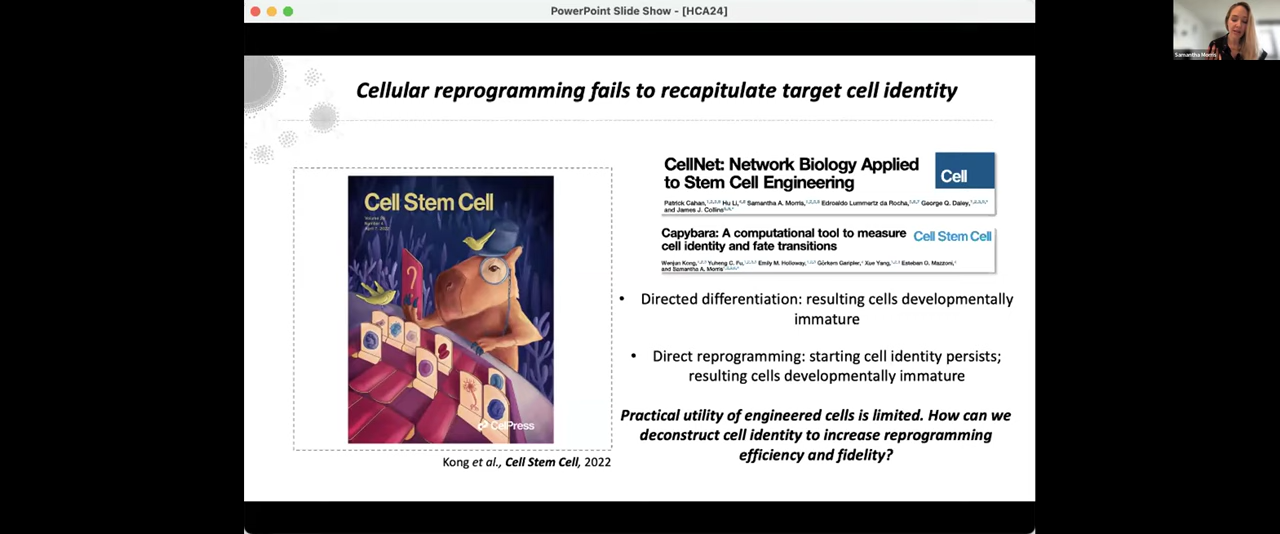 PowerPoint Slide Show - [HCA24]
Samantha Morris
Cellular reprogramming fails to recapitulate target cell identity
Cell Stem Cell
?
CelPress
Kong et al., Cell Stem Cell, 2022
CellNet: Network Biology Applied
to Stem Cell Engineering
Cell
Patrick Cahan, Hu Li, Samantha A. Morris, Edroaldo Lummertz da Rocha, George Q. Daley,
and James J. Collins
Capybara: A computational tool to measure
cell identity and fate transitions
Cell Stem Cell
Wenjun Kong, Yuheng C. Fu, Emily M. Holloway, Görkem Garipler, Xue Yang, Esteban O. Mazzoni,
and Samantha A. Morris
• Directed differentiation: resulting cells developmentally
immature
• Direct reprogramming: starting cell identity persists;
resulting cells developmentally immature
Practical utility of engineered cells is limited. How can we
deconstruct cell identity to increase reprogramming
efficiency and fidelity?